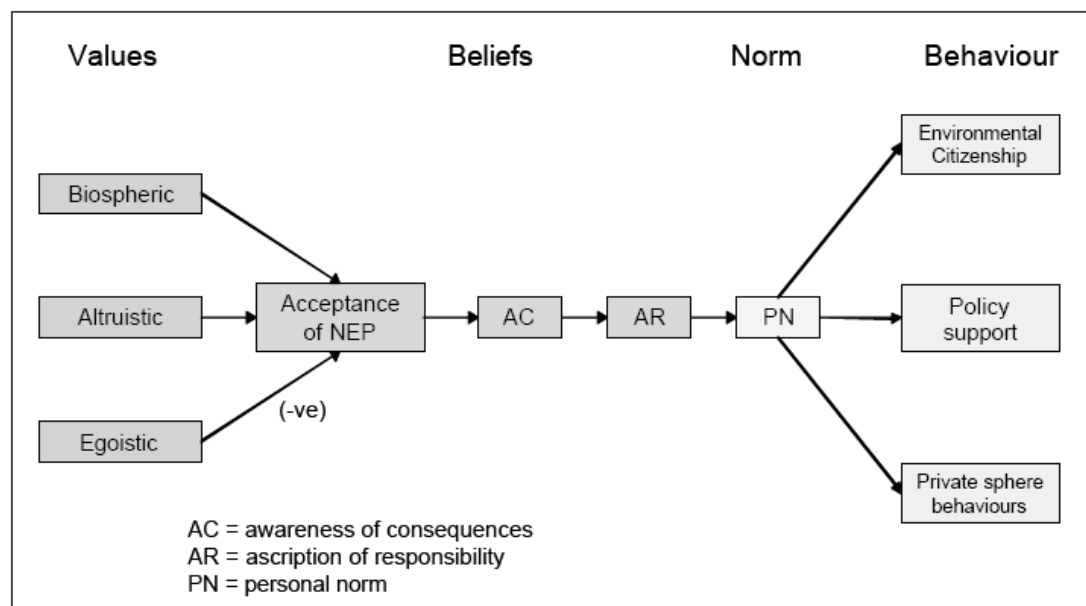 Values
Beliefs
Norm
Behaviour
Environmental
Citizenship
Biospheric
Altruistic
Acceptance
of NEP
AC
AR
PN
Policy
support
(-ve)
Egoistic
Private sphere
behaviours
AC = awareness of consequences
AR = ascription of responsibility
PN = personal norm